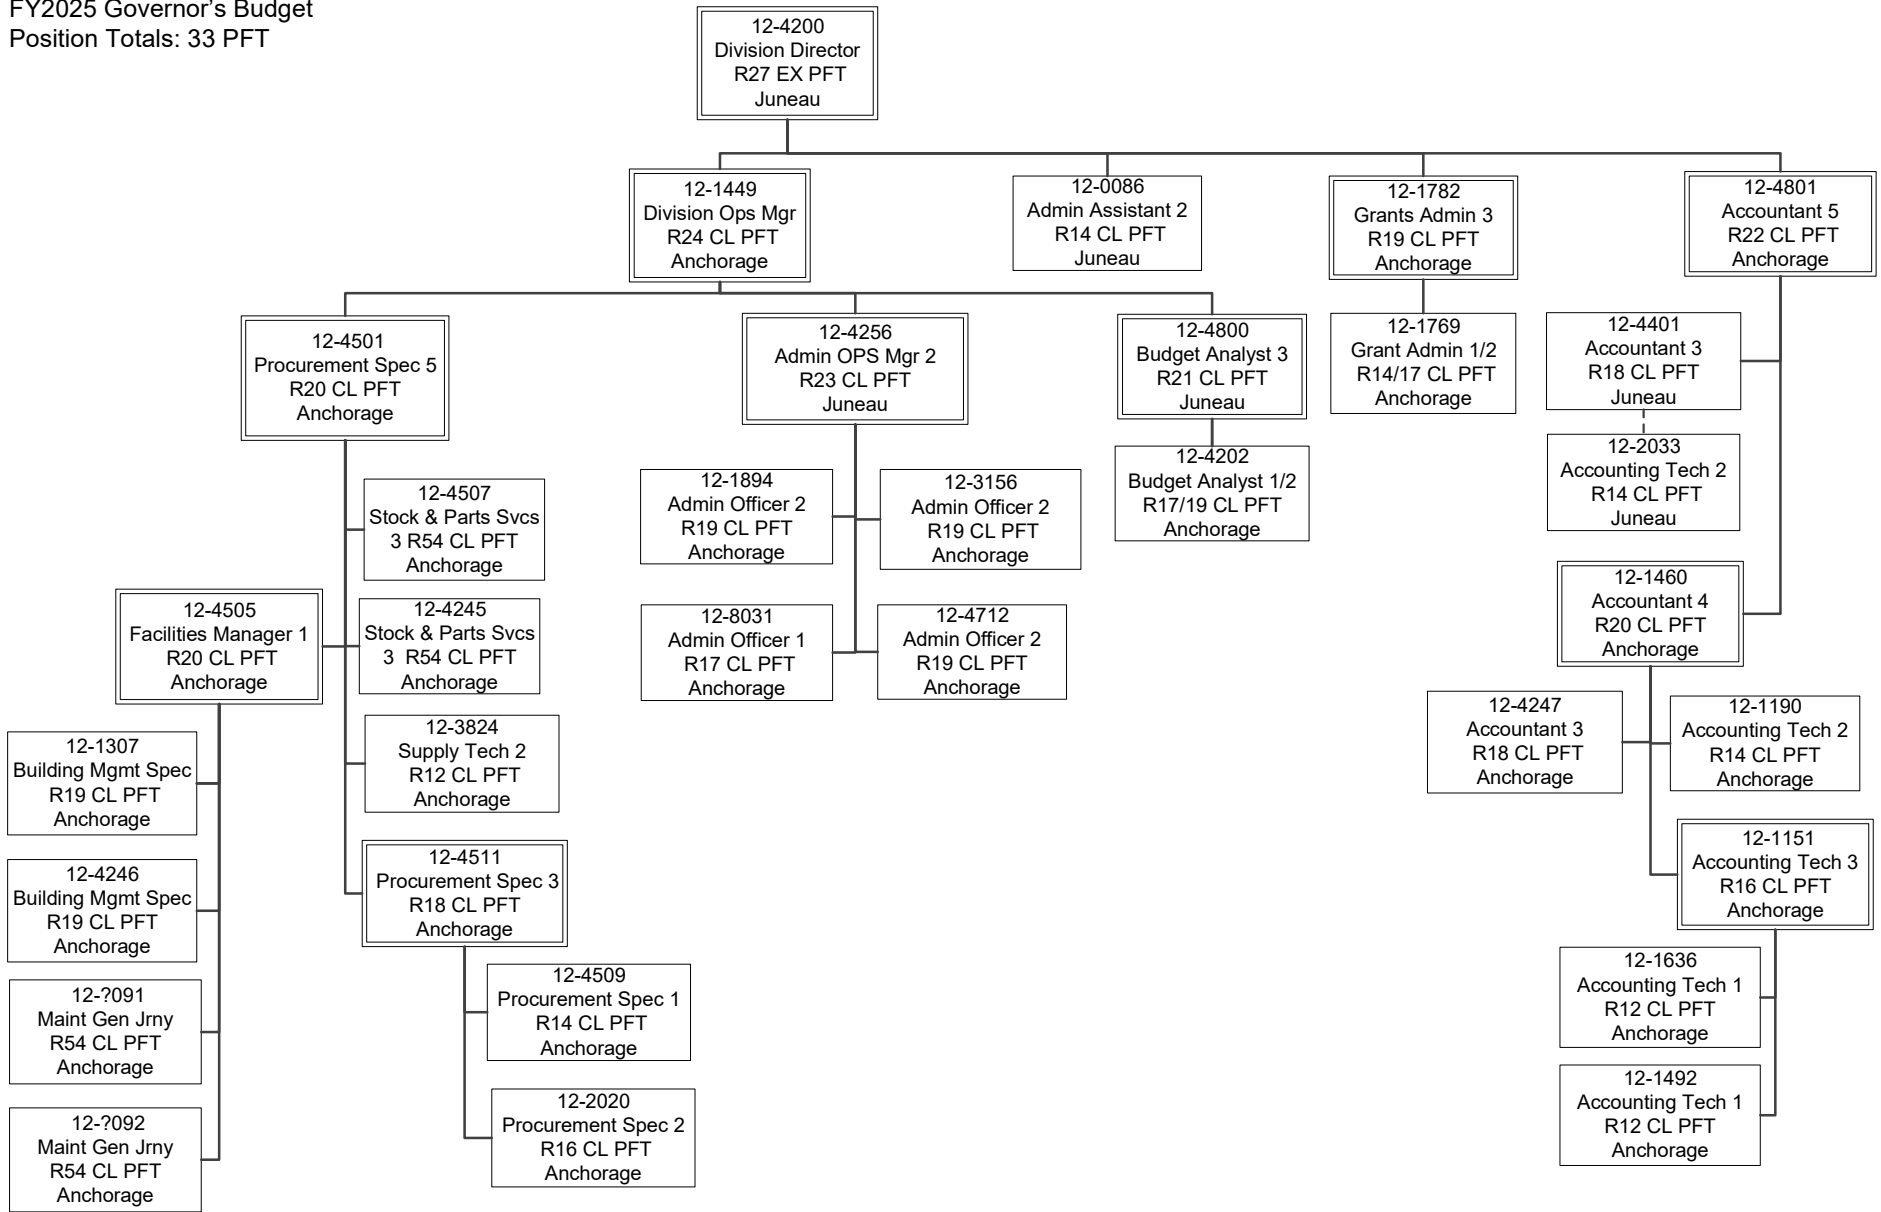 FY2025 Governor's Budget
Position Totals: 33 PFT
12-4200
Division Director
R27 EX PFT
Juneau
12-1449
Division Ops Mgr
R24 CL PFT
Anchorage
12-0086
Admin Assistant 2
R14 CL PFT
Juneau
12-1782
Grants Admin 3
R19 CL PFT
Anchorage
12-4801
Accountant 5
R22 CL PFT
Anchorage
12-4501
Procurement Spec 5
R20 CL PFT
Anchorage
12-4256
Admin OPS Mgr 2
R23 CL PFT
Juneau
12-4800
Budget Analyst 3
R21 CL PFT
Juneau
12-1769
Grant Admin 1/2
R14/17 CL PFT
Anchorage
12-4401
Accountant 3
R18 CL PFT
Juneau
12-2033
Accounting Tech 2
R14 CL PFT
Juneau
12-4202
Budget Analyst 1/2
R17/19 CL PFT
Anchorage
12-1894
Admin Officer 2
R19 CL PFT
Anchorage
12-3156
Admin Officer 2
R19 CL PFT
Anchorage
12-4507
Stock & Parts Svcs
3 R54 CL PFT
Anchorage
12-4505
Facilities Manager 1
R20 CL PFT
Anchorage
12-4245
Stock & Parts Svcs
3 R54 CL PFT
Anchorage
12-8031
Admin Officer 1
R17 CL PFT
Anchorage
12-4712
Admin Officer 2
R19 CL PFT
Anchorage
12-1460
Accountant 4
R20 CL PFT
Anchorage
12-4247
Accountant 3
R18 CL PFT
Anchorage
12-1190
Accounting Tech 2
R14 CL PFT
Anchorage
12-3824
Supply Tech 2
R12 CL PFT
Anchorage
12-1307
Building Mgmt Spec
R19 CL PFT
Anchorage
12-4511
Procurement Spec 3
R18 CL PFT
Anchorage
12-1151
Accounting Tech 3
R16 CL PFT
Anchorage
12-4246
Building Mgmt Spec
R19 CL PFT
Anchorage
12-4509
Procurement Spec 1
R14 CL PFT
Anchorage
12-1636
Accounting Tech 1
R12 CL PFT
Anchorage
12-?091
Maint Gen Jrny
R54 CL PFT
Anchorage
12-2020
Procurement Spec 2
R16 CL PFT
Anchorage
12-1492
Accounting Tech 1
R12 CL PFT
Anchorage
12-?092
Maint Gen Jrny
R54 CL PFT
Anchorage